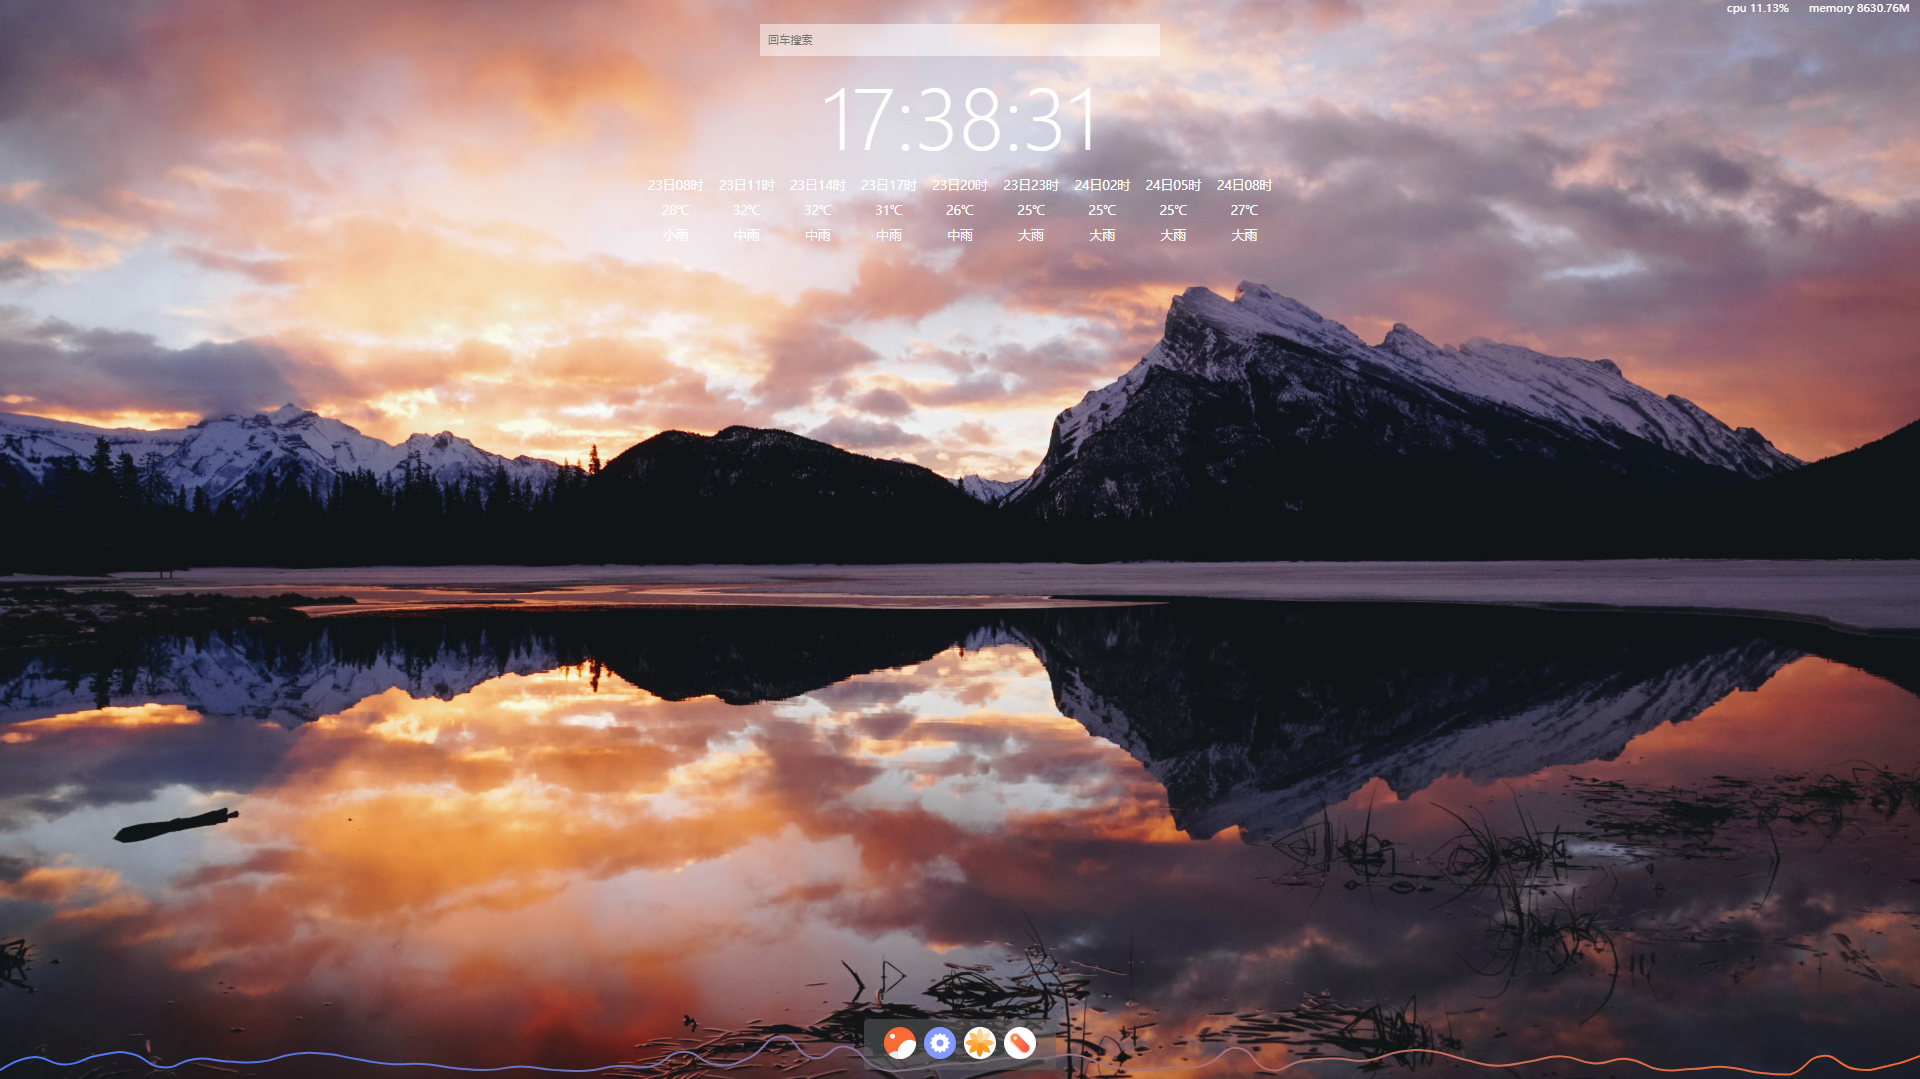 cpu 11.13% memory 8630.76M
回车搜索
17:38:31
23日08时 23日11时 23日14时 23日17时 23日20时 23日23时 24日02时 24日05时 24日08时
28℃ 32℃ 32℃ 31℃ 26℃ 25℃ 25℃ 25℃ 27℃
小雨 中雨 中雨 中雨 中雨 大雨 大雨 大雨 大雨